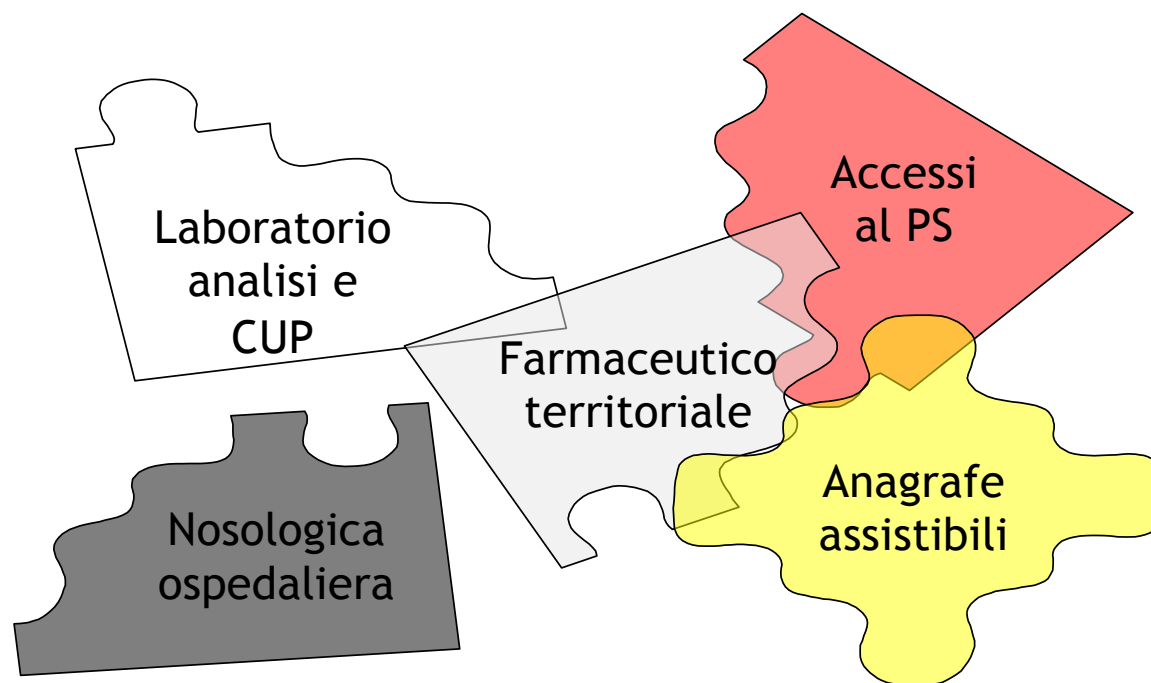 Laboratorio
analisi e
CUP
Accessi
al PS
Farmaceutico
territoriale
Nosologica
ospedaliera
Anagrafe
assistibili